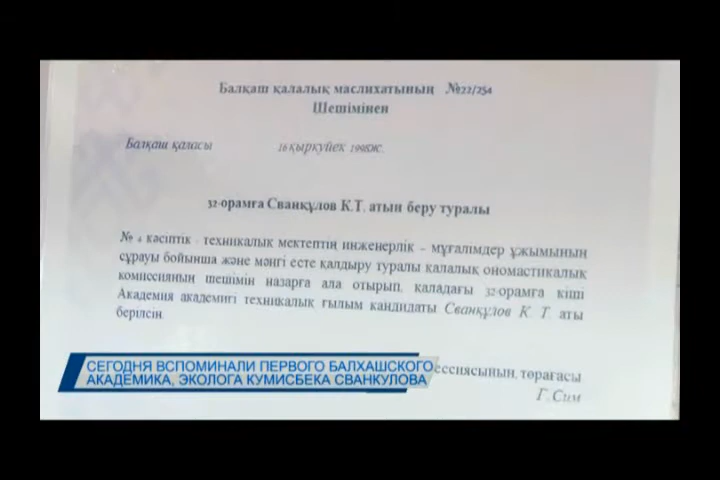 Балқаш қалалық маслихатының №22/254
Шешімінен
Балқаш қаласы 16 қыркүйек 1998ж.
32-орамға Сванқұлов К.Т. атын беру туралы
№ 4 кәсіптік - техникалық мектептің инженерлік – мұғалімдер ұжымының
сұрауы бойынша және мәңгі есте қалдыру туралы қалалық ономастикалық
комиссияның шешімін назарға ала отырып, қаладағы 32-орамға кіші
Академия академигі техникалық ғылым кандидаты Сванқұлов К. Т. аты
берілсін
ессиясының, төрағасы
Г.Сим
СЕГОДНЯ ВСПОМИНАЛИ ПЕРВОГО БАЛХАШСКОГО
АКАДЕМИКА, ЭКОЛОГА КУМИСБЕКА СВАНКУЛОВА